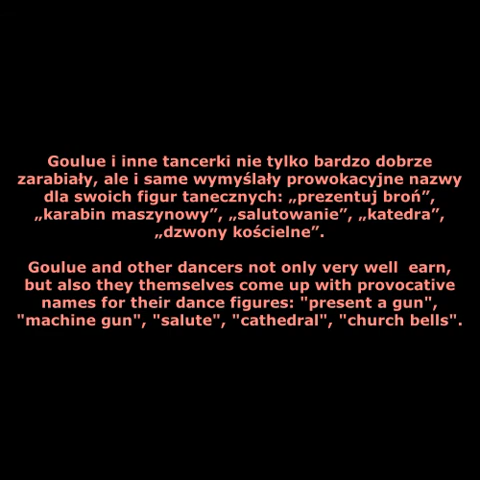 Goulue i inne tancerki nie tylko bardzo dobrze
zarabiały, ale i same wymyślały prowokacyjne nazwy
dla swoich figur tanecznych: „prezentuj broń”,
„karabin maszynowy”, „salutowanie”, „katedra”,
„dzwony kościelne”.
Goulue and other dancers not only very well  earn,
but also they themselves come up with provocative
names for their dance figures: "present a gun",
"machine gun", "salute", "cathedral", "church bells".